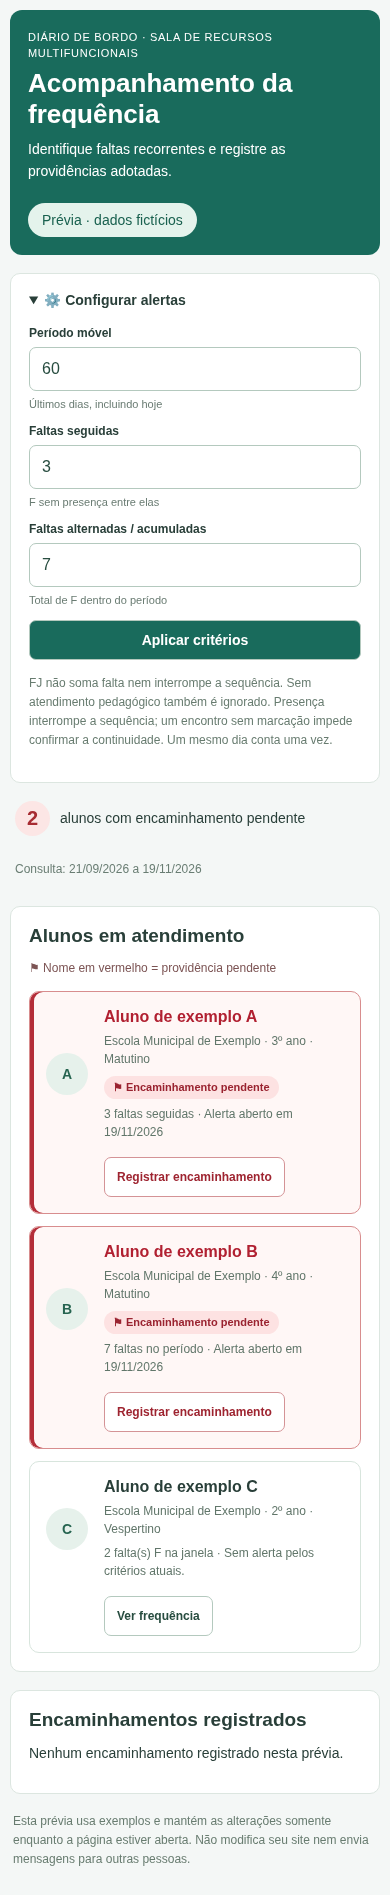 DIÁRIO DE BORDO · SALA DE RECURSOS
MULTIFUNCIONAIS
Acompanhamento da
frequência
Identifique faltas recorrentes e registre as
providências adotadas.
Prévia · dados fictícios
▼ ⚙️ Configurar alertas
Período móvel
60
Últimos dias, incluindo hoje
Faltas seguidas
3
F sem presença entre elas
Faltas alternadas / acumuladas
7
Total de F dentro do período
Aplicar critérios
FJ não soma falta nem interrompe a sequência. Sem
atendimento pedagógico também é ignorado. Presença
interrompe a sequência; um encontro sem marcação impede
confirmar a continuidade. Um mesmo dia conta uma vez.
2 alunos com encaminhamento pendente
Consulta: 21/09/2026 a 19/11/2026
Alunos em atendimento
⚑ Nome em vermelho = providência pendente
Aluno de exemplo A
Escola Municipal de Exemplo · 3º ano ·
Matutino
A
⚑ Encaminhamento pendente
3 faltas seguidas · Alerta aberto em
19/11/2026
Registrar encaminhamento
Aluno de exemplo B
Escola Municipal de Exemplo · 4º ano ·
Matutino
B
⚑ Encaminhamento pendente
7 faltas no período · Alerta aberto em
19/11/2026
Registrar encaminhamento
Aluno de exemplo C
Escola Municipal de Exemplo · 2º ano ·
Vespertino
C
2 falta(s) F na janela · Sem alerta pelos
critérios atuais.
Ver frequência
Encaminhamentos registrados
Nenhum encaminhamento registrado nesta prévia.
Esta prévia usa exemplos e mantém as alterações somente
enquanto a página estiver aberta. Não modifica seu site nem envia
mensagens para outras pessoas.